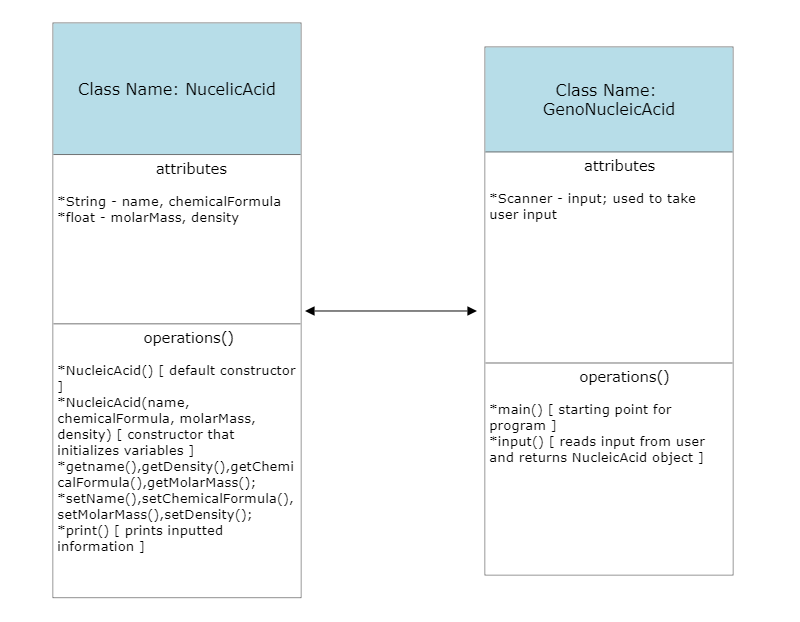 Class Name: NucelicAcid
attributes
*String - name, chemicalFormula
*float - molarMass, density
operations()
*NucleicAcid() [ default constructor
]
*NucleicAcid(name,
chemicalFormula, molarMass,
density) [ constructor that
initializes variables ]
*getname(),getDensity(),getChemi
calFormula(),getMolarMass();
*setName(),setChemicalFormula(),
setMolarMass(),setDensity();
*print() [ prints inputted
information ]
Class Name:
GenoNucleicAcid
attributes
*Scanner - input; used to take
user input
operations()
*main() [ starting point for
program ]
*input() [ reads input from user
and returns NucleicAcid object ]